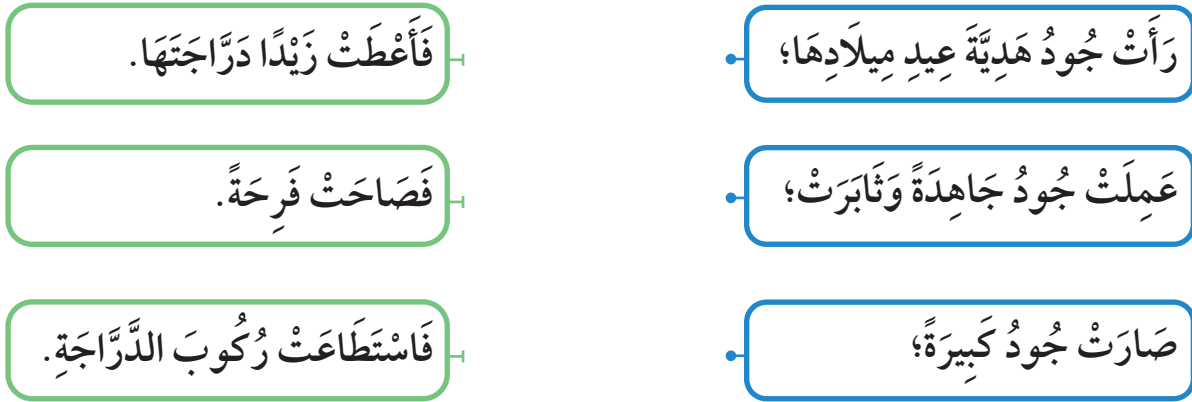 رَأَتْ جُودُ هَدِيَّةَ عِيدِ مِيلَادِهَا؛
فَأَعْطَتْ زَيْدًا دَرَّاجَتَهَا.
عَمِلَتْ جُودُ جَاهِدَةً وَثَابَرَتْ؛
فَصَاحَتْ فَرِحَةً.
صَارَتْ جُودُ كَبِيرَةً؛
فَاسْتَطَاعَتْ رُكُوبَ الدَّرَّاجَةِ.